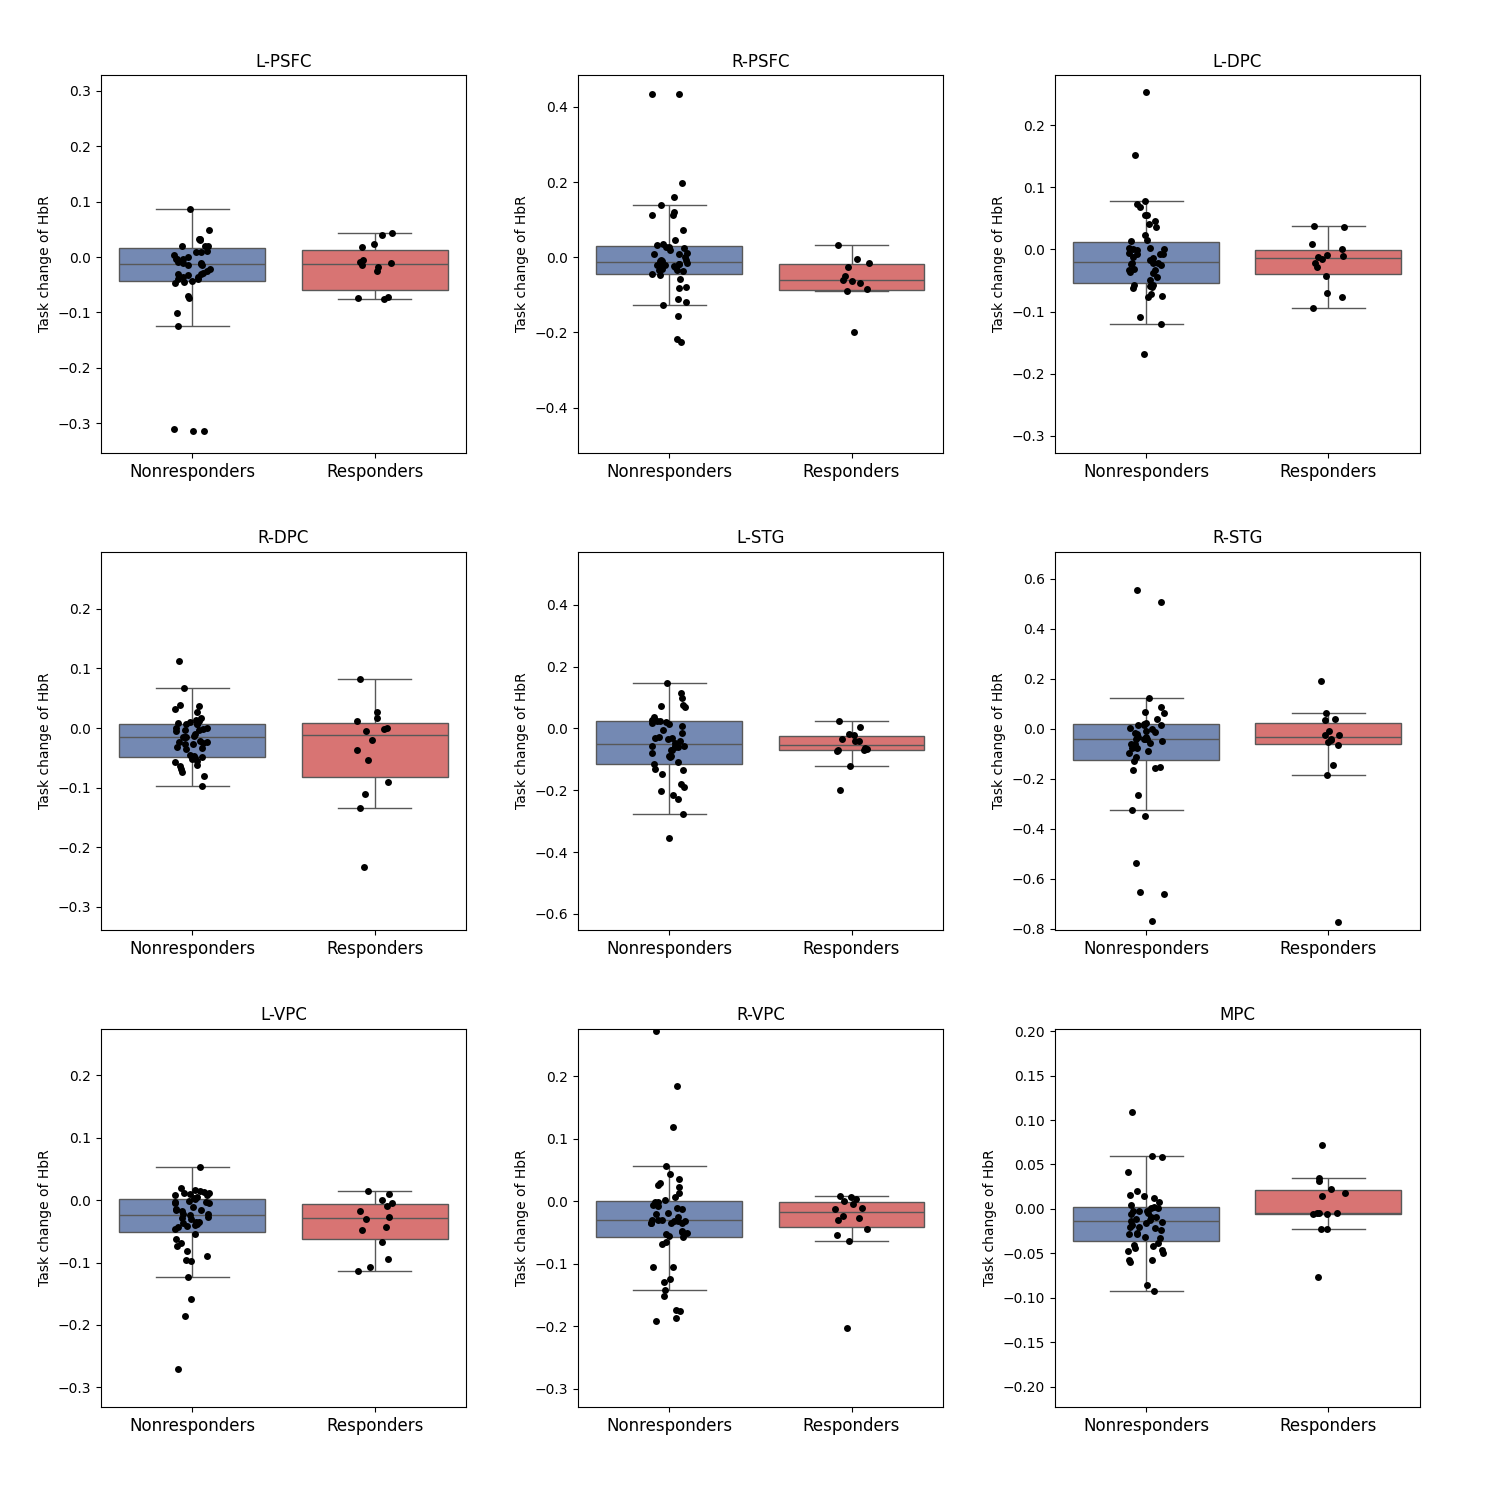 L-PSFC
R-PSFC
L-DPC
Task change of HbR
0.3
0.2
0.1
0.0
−0.1
−0.2
−0.3
Nonresponders Responders
Task change of HbR
0.4
0.2
0.0
−0.2
−0.4
Nonresponders Responders
Task change of HbR
0.2
0.1
0.0
−0.1
−0.2
−0.3
Nonresponders Responders
R-DPC
L-STG
R-STG
Task change of HbR
0.2
0.1
0.0
−0.1
−0.2
−0.3
Nonresponders Responders
Task change of HbR
0.4
0.2
0.0
−0.2
−0.4
−0.6
Nonresponders Responders
Task change of HbR
0.6
0.4
0.2
0.0
−0.2
−0.4
−0.6
−0.8
Nonresponders Responders
L-VPC
R-VPC
MPC
Task change of HbR
0.2
0.1
0.0
−0.1
−0.2
−0.3
Nonresponders Responders
Task change of HbR
0.2
0.1
0.0
−0.1
−0.2
−0.3
Nonresponders Responders
Task change of HbR
0.20
0.15
0.10
0.05
0.00
−0.05
−0.10
−0.15
−0.20
Nonresponders Responders